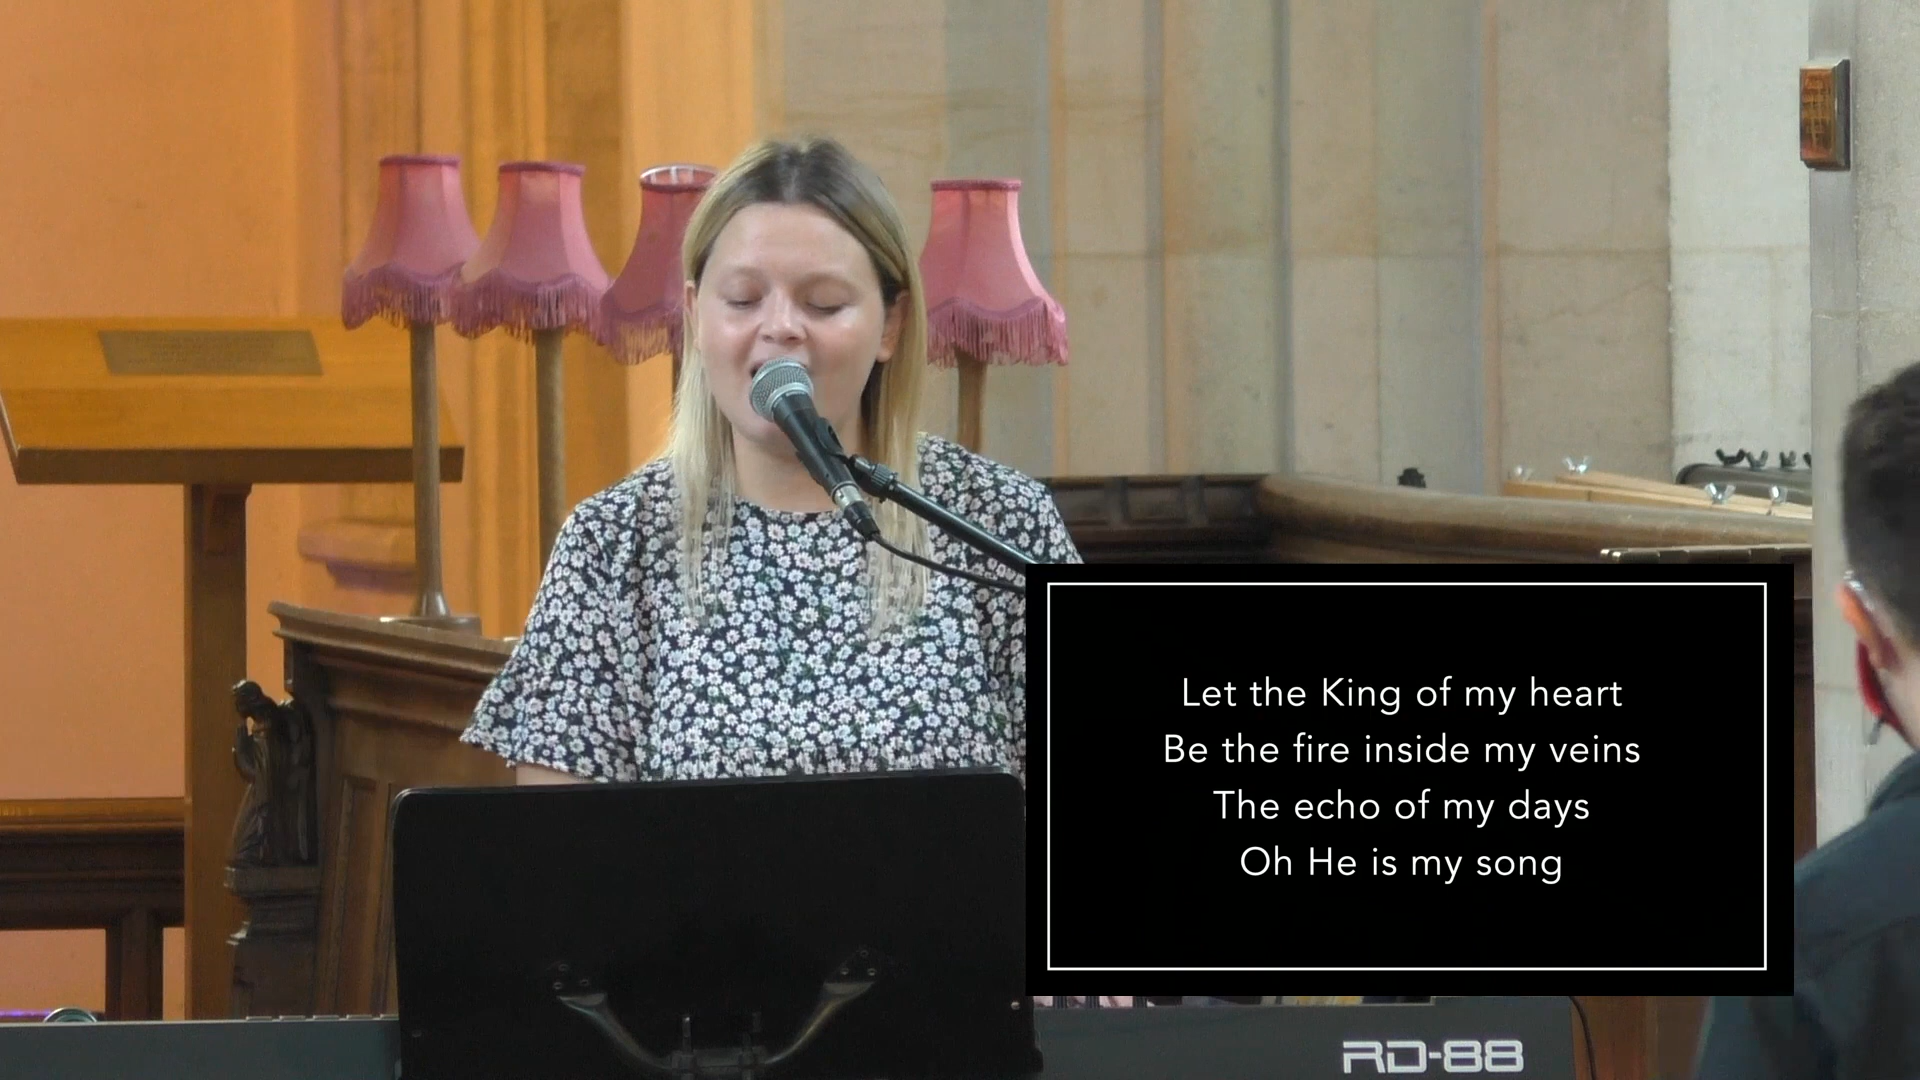 Let the King of my heart
Be the fire inside my veins
The echo of my days
Oh He is my song
RD-88